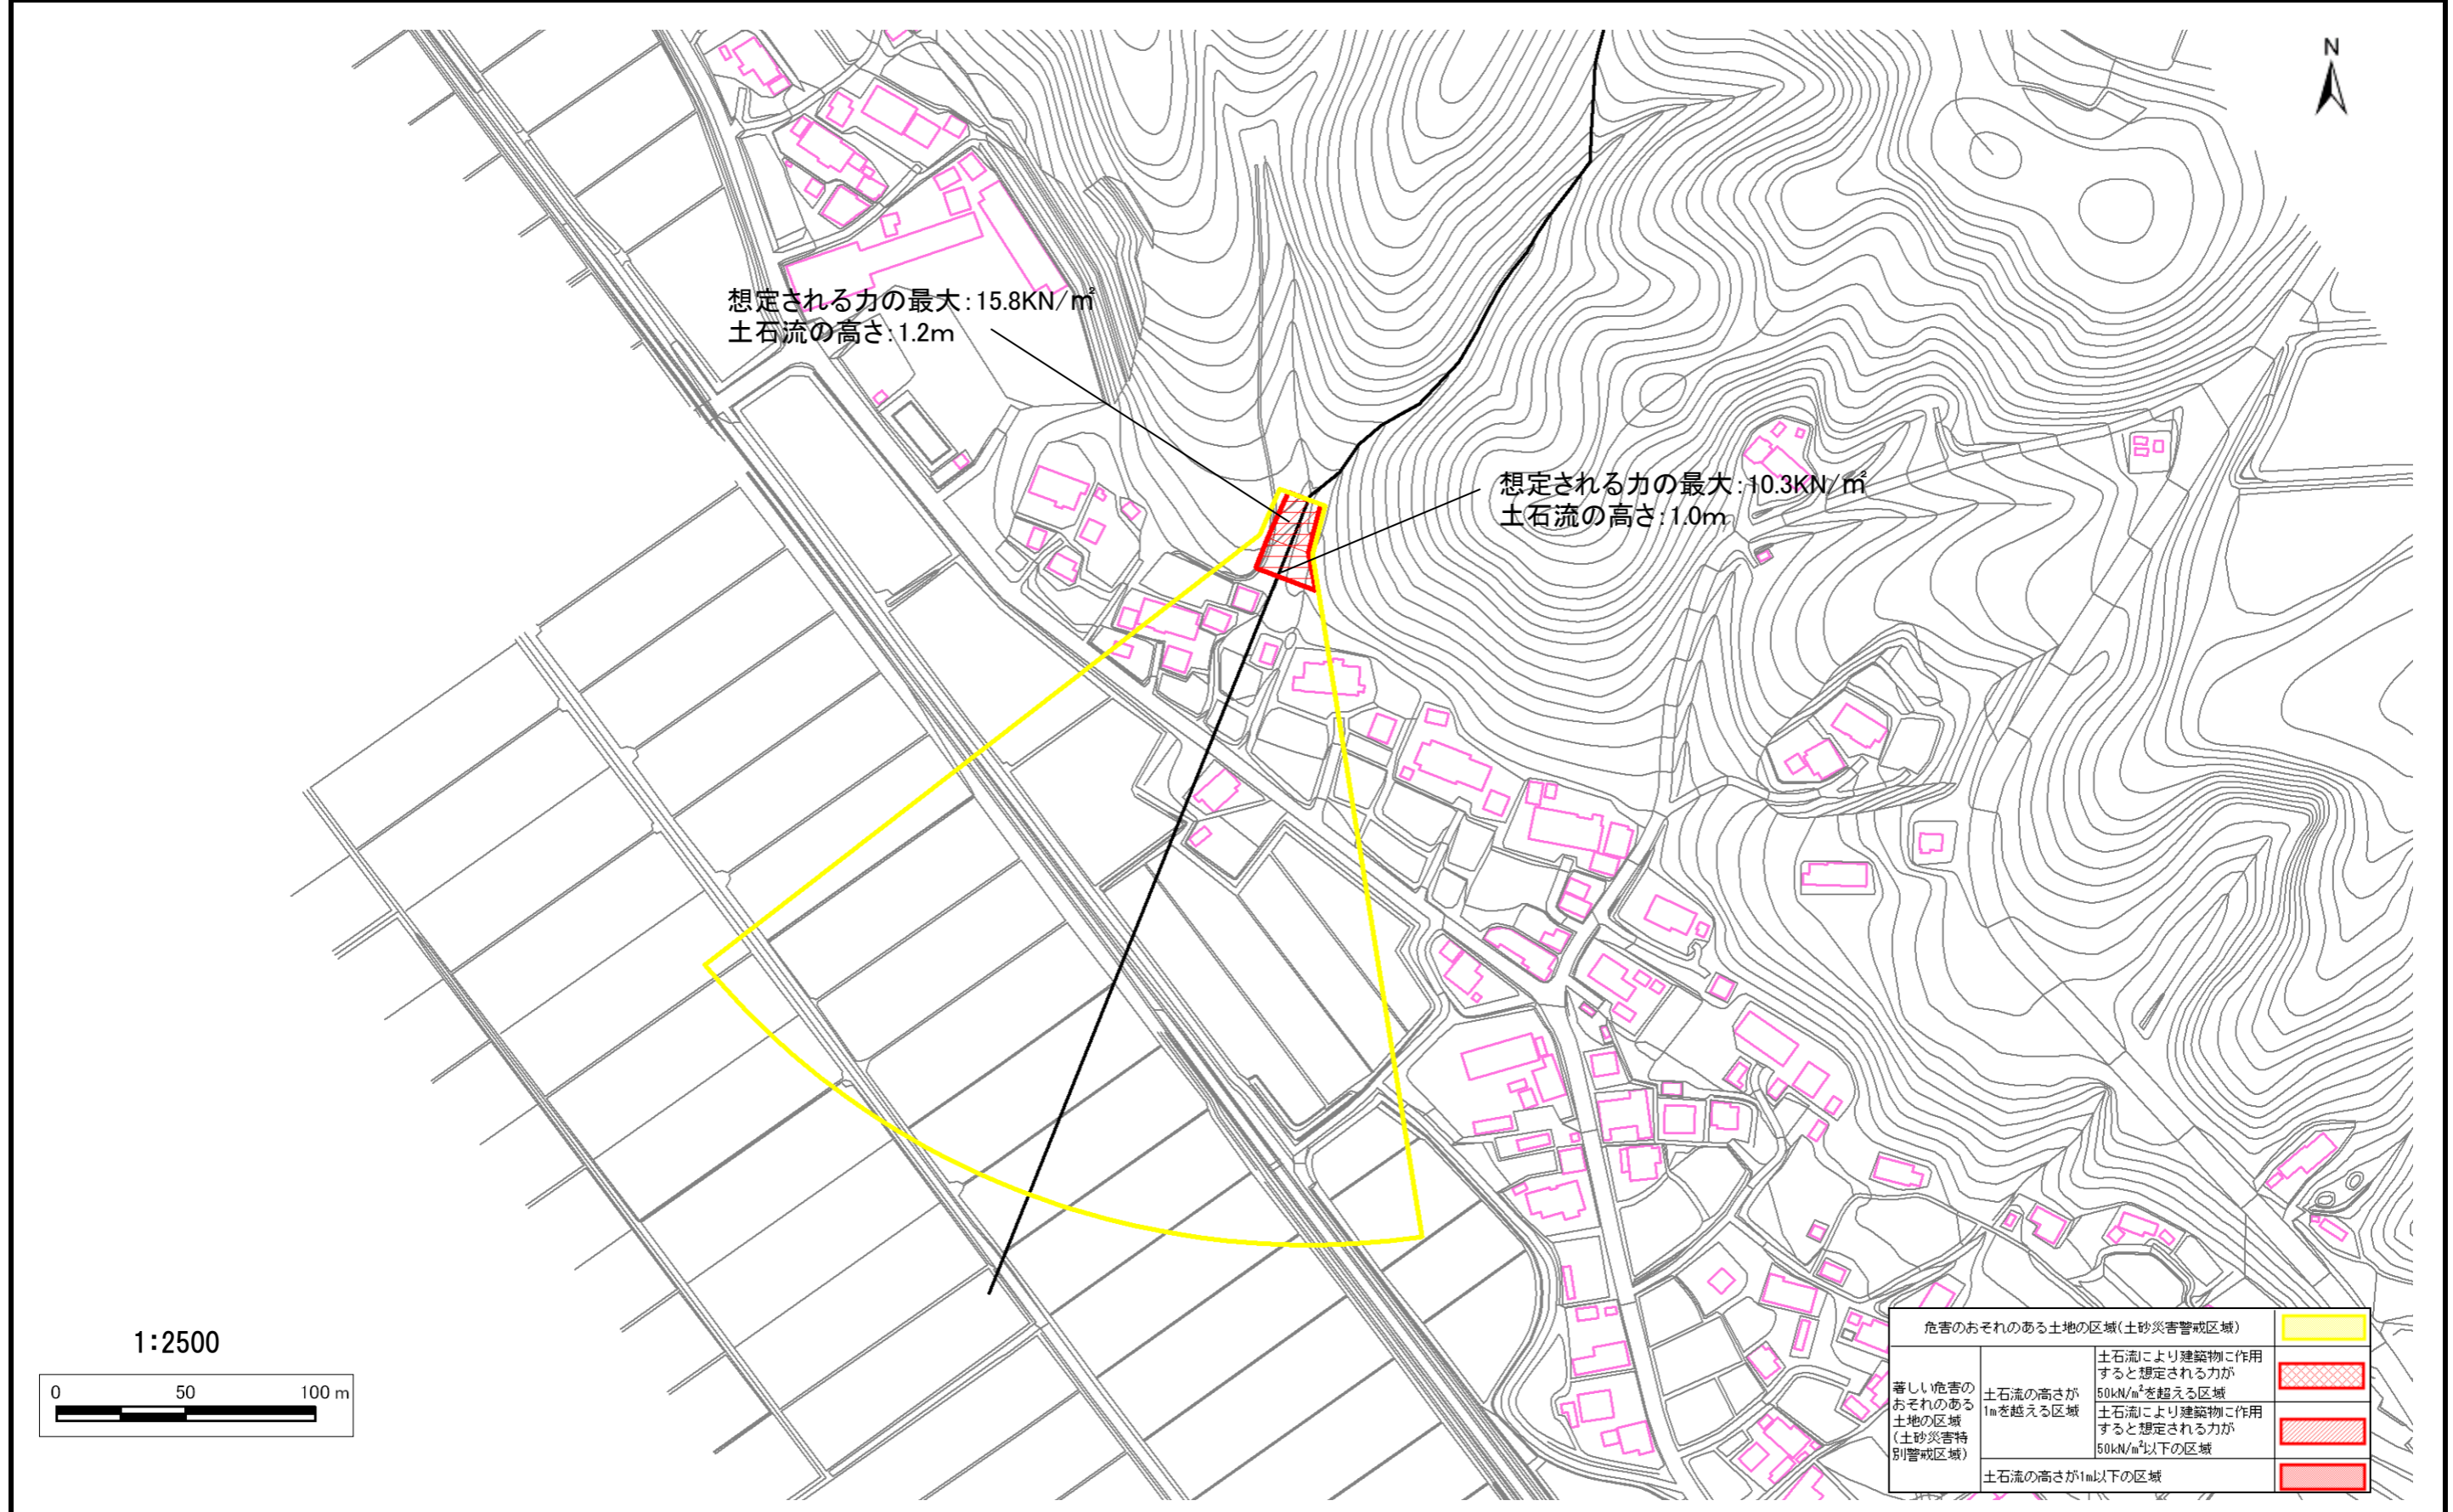 N
想定される力の最大:15.8KN/㎡
土石流の高さ:1.2m
想定される力の最大:10.3KN/㎡
土石流の高さ:1.0m
1:2500
0 50 100 m
危害のおそれのある土地の区域(土砂災害警戒区域)
著しい危害の
おそれのある
土地の区域
(土砂災害特
別警戒区域)
土石流の高さが
1mを越える区域
土石流により建築物に作用
すると想定される力が
50kN/㎡を超える区域
土石流により建築物に作用
すると想定される力が
50kN/㎡以下の区域
土石流の高さが1m以下の区域